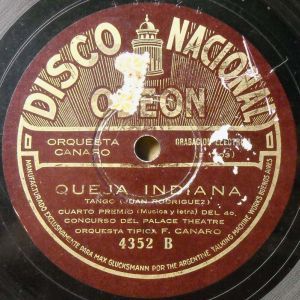 DISCO NACIONAL
ODEON
ORQUESTA
CANARO
GRABACION
QUEJA INDIANA
TANGO (JUAN RODRIGUEZ)
CUARTO PREMIO (Musica y letra) DEL 4o.
CONCURSO DEL PALACE THEATRE
ORQUESTA TIPICA F. CANARO
4352 B
MANUFACTURADO EXCLUSIVAMENTE PARA MAX GLUCKSMANN POR THE ARGENTINE TALKING MACHINE WORKS BUENOS AIRES